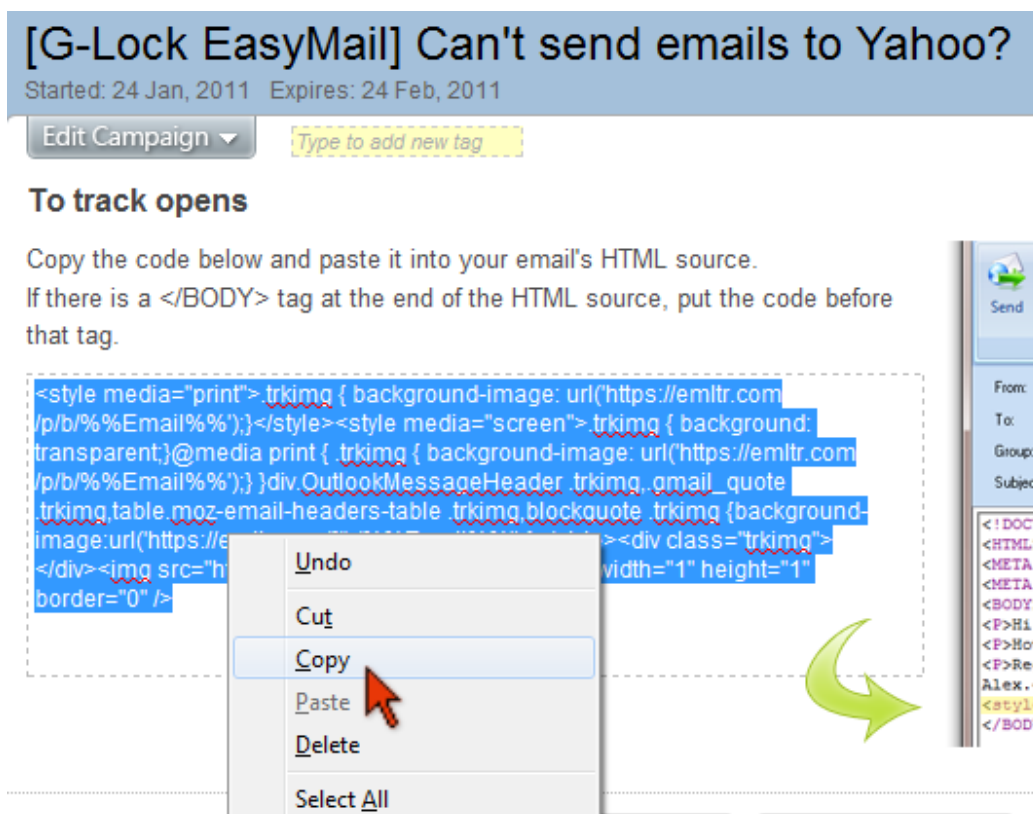 [G-Lock EasyMail] Can't send emails to Yahoo?
Started: 24 Jan, 2011 Expires: 24 Feb, 2011
Edit Campaign
Type to add new tag
To track opens
Copy the code below and paste it into your email's HTML source.
If there is a </BODY> tag at the end of the HTML source, put the code before
that tag.
<style media="print">.trkimg { background-image: url('https://emltr.com
/p/b/%%Email%%');}</style><style media="screen">.trkimg { background:
transparent;}@media print { .trkimg { background-image: url('https://emltr.com
/p/b/%%Email%%');} }div.OutlookMessageHeader .trkimg,.gmail_quote
.trkimg,table.moz-email-headers-table .trkimg,blockquote .trkimg {background-
image:url('https://e ><div class="trkimg">
</div><img src="h width="1" height="1"
border="0" />
Undo
Cut
Copy
Paste
Delete
Select All
Send
From:
To:
Group
Subjec
<!DOC
<HTML
<META
<META
<BODY
<P>Hi
<P>Ho
<P>Re
Alex.
<styl
</BOD